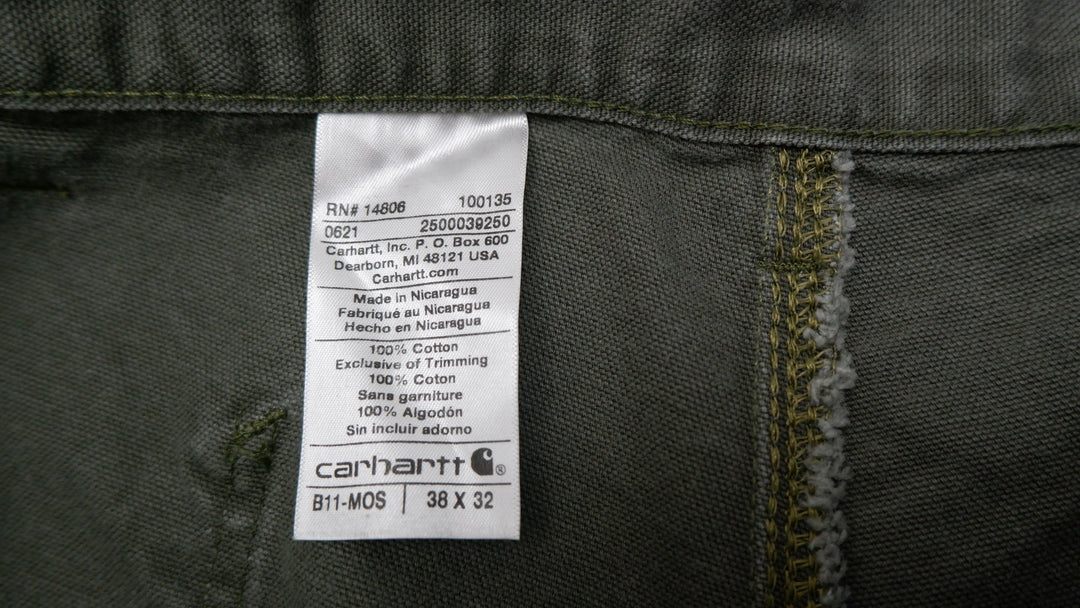 RN# 14806 100135
0621 2500039250
Carhartt, Inc. P. O. Box 600
Dearborn, MI 48121 USA
Carhartt.com
Made in Nicaragua
Fabriqué au Nicaragua
Hecho en Nicaragua
100% Cotton
Exclusive of Trimming
100% Coton
Sans garniture
100% Algodón
Sin incluir adorno
carhartt ®
B11-MOS | 38 X 32